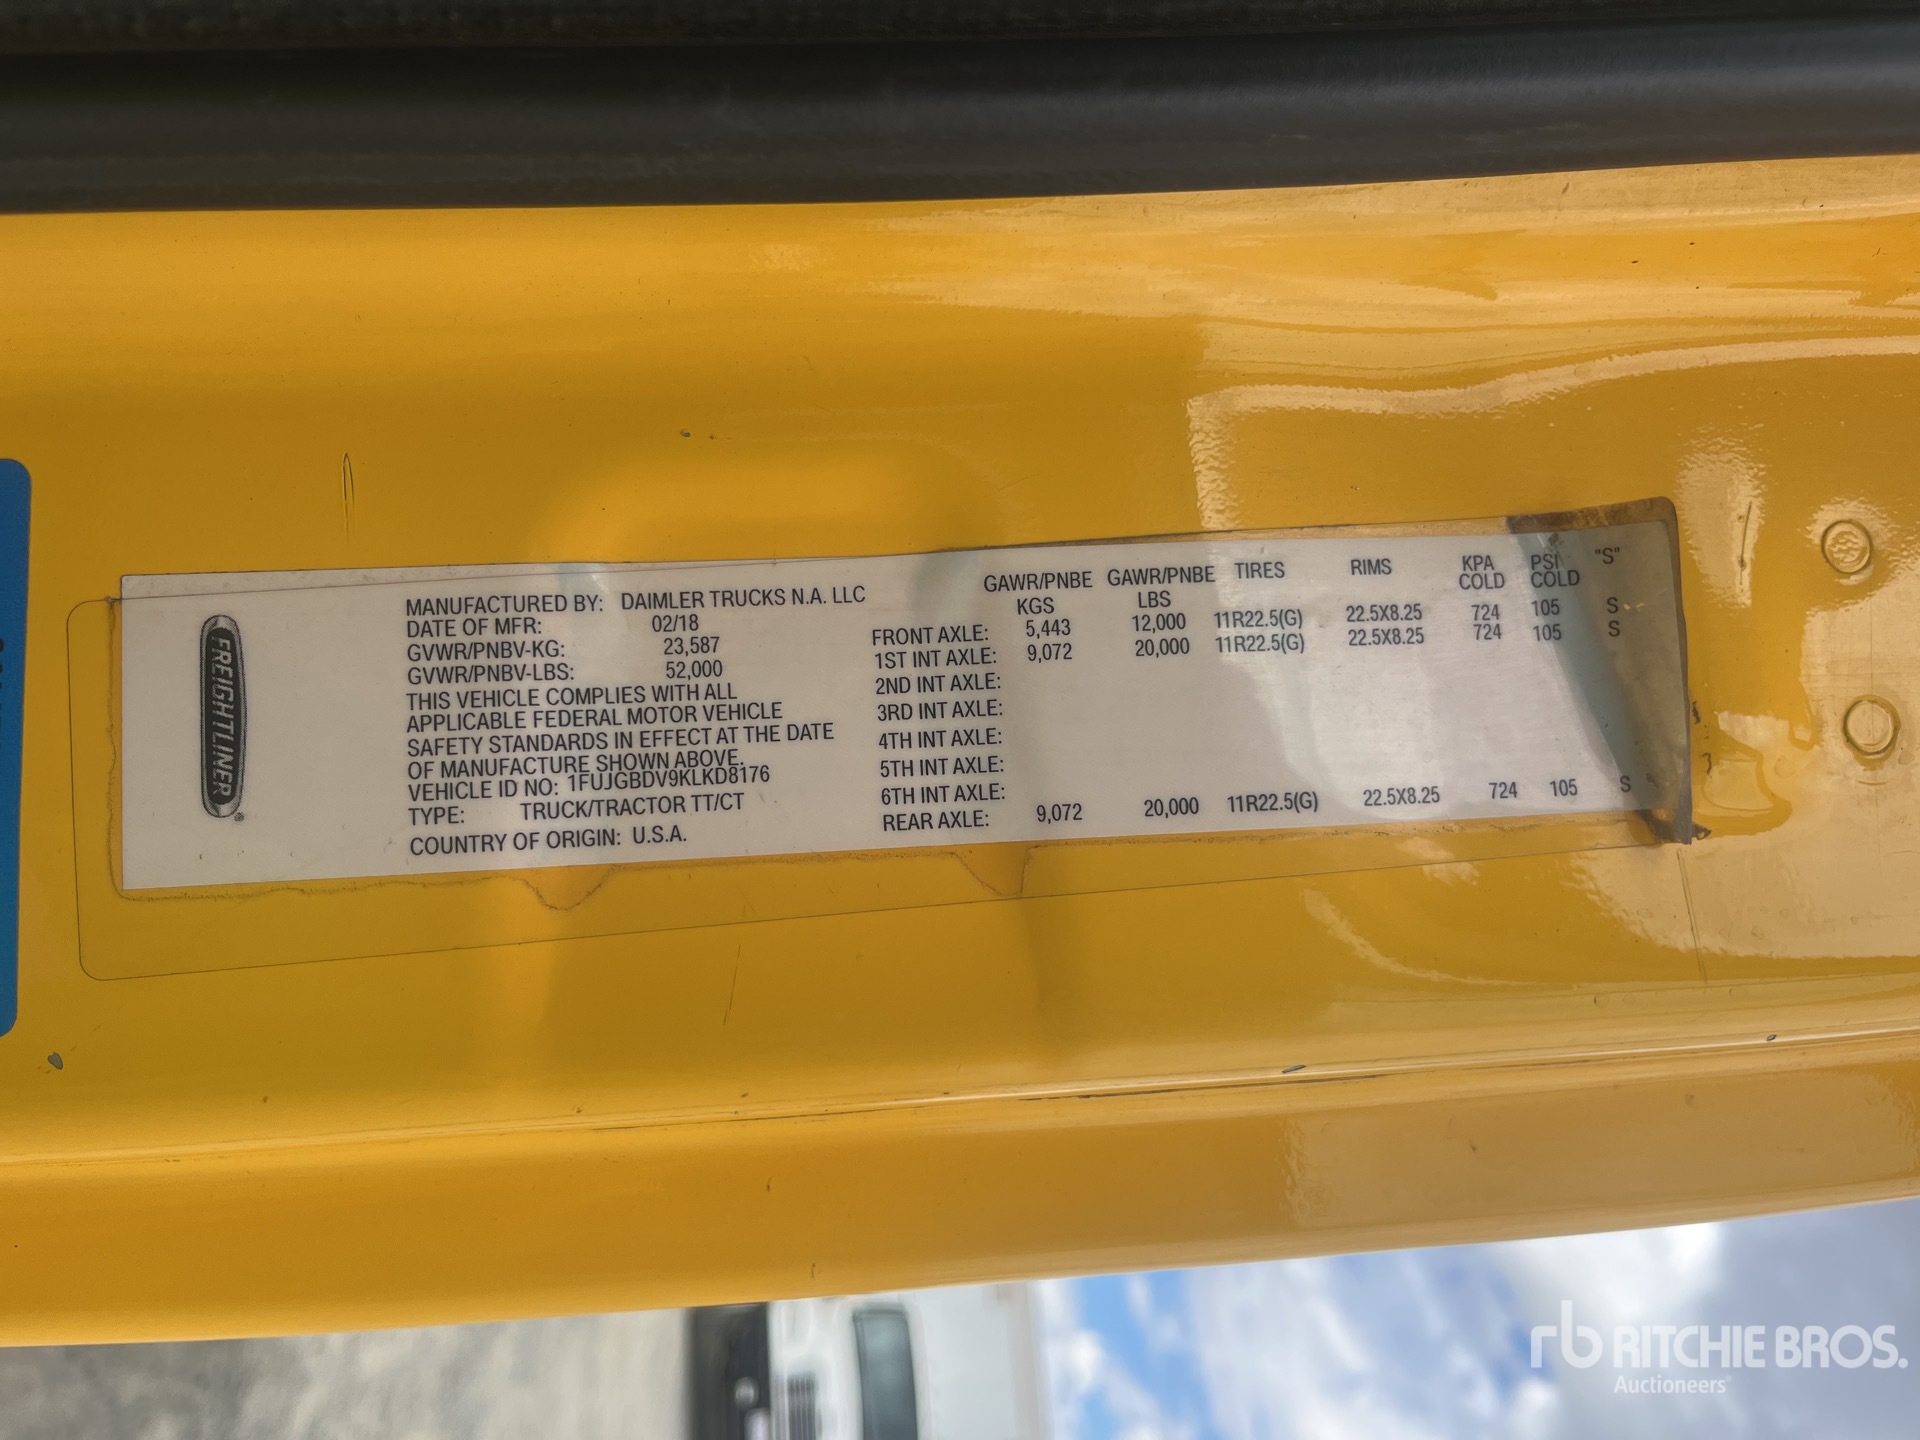 FREIGHTLINER
MANUFACTURED BY: DAIMLER TRUCKS N.A. LLC
DATE OF MFR: 02/18
GVWR/PNBV-KG: 23,587
GVWR/PNBV-LBS: 52,000
THIS VEHICLE COMPLIES WITH ALL
APPLICABLE FEDERAL MOTOR VEHICLE
SAFETY STANDARDS IN EFFECT AT THE DATE
OF MANUFACTURE SHOWN ABOVE.
VEHICLE ID NO: 1FUJGBDV9KLKD8176
TYPE: TRUCK/TRACTOR TT/CT
COUNTRY OF ORIGIN: U.S.A.
GAWR/PNBE GAWR/PNBE TIRES RIMS KPA PSI "S"
KGS LBS COLD COLD
FRONT AXLE: 5,443 12,000 11R22.5(G) 22.5X8.25 724 105 S
1ST INT AXLE: 9,072 20,000 11R22.5(G) 22.5X8.25 724 105 S
2ND INT AXLE:
3RD INT AXLE:
4TH INT AXLE:
5TH INT AXLE:
6TH INT AXLE:
REAR AXLE: 9,072 20,000 11R22.5(G) 22.5X8.25 724 105 S
rb RITCHIE BROS.
Auctioneers